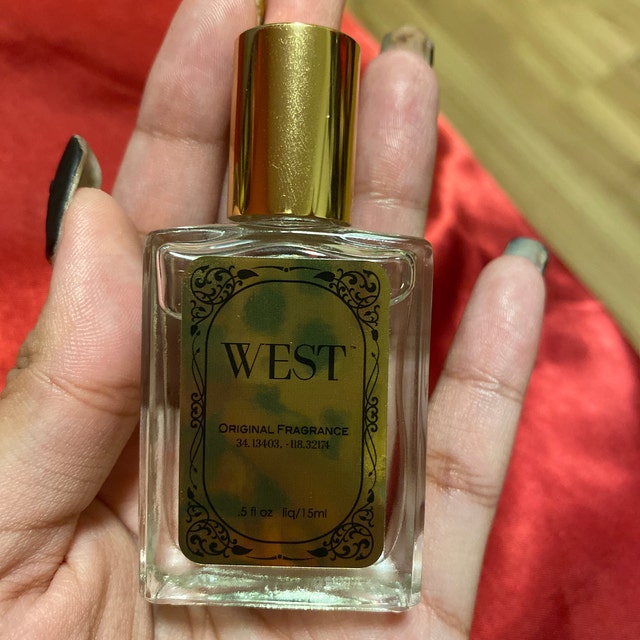 WEST™
ORIGINAL FRAGRANCE
34.13403, -118.32174
.5 fl oz liq/15ml